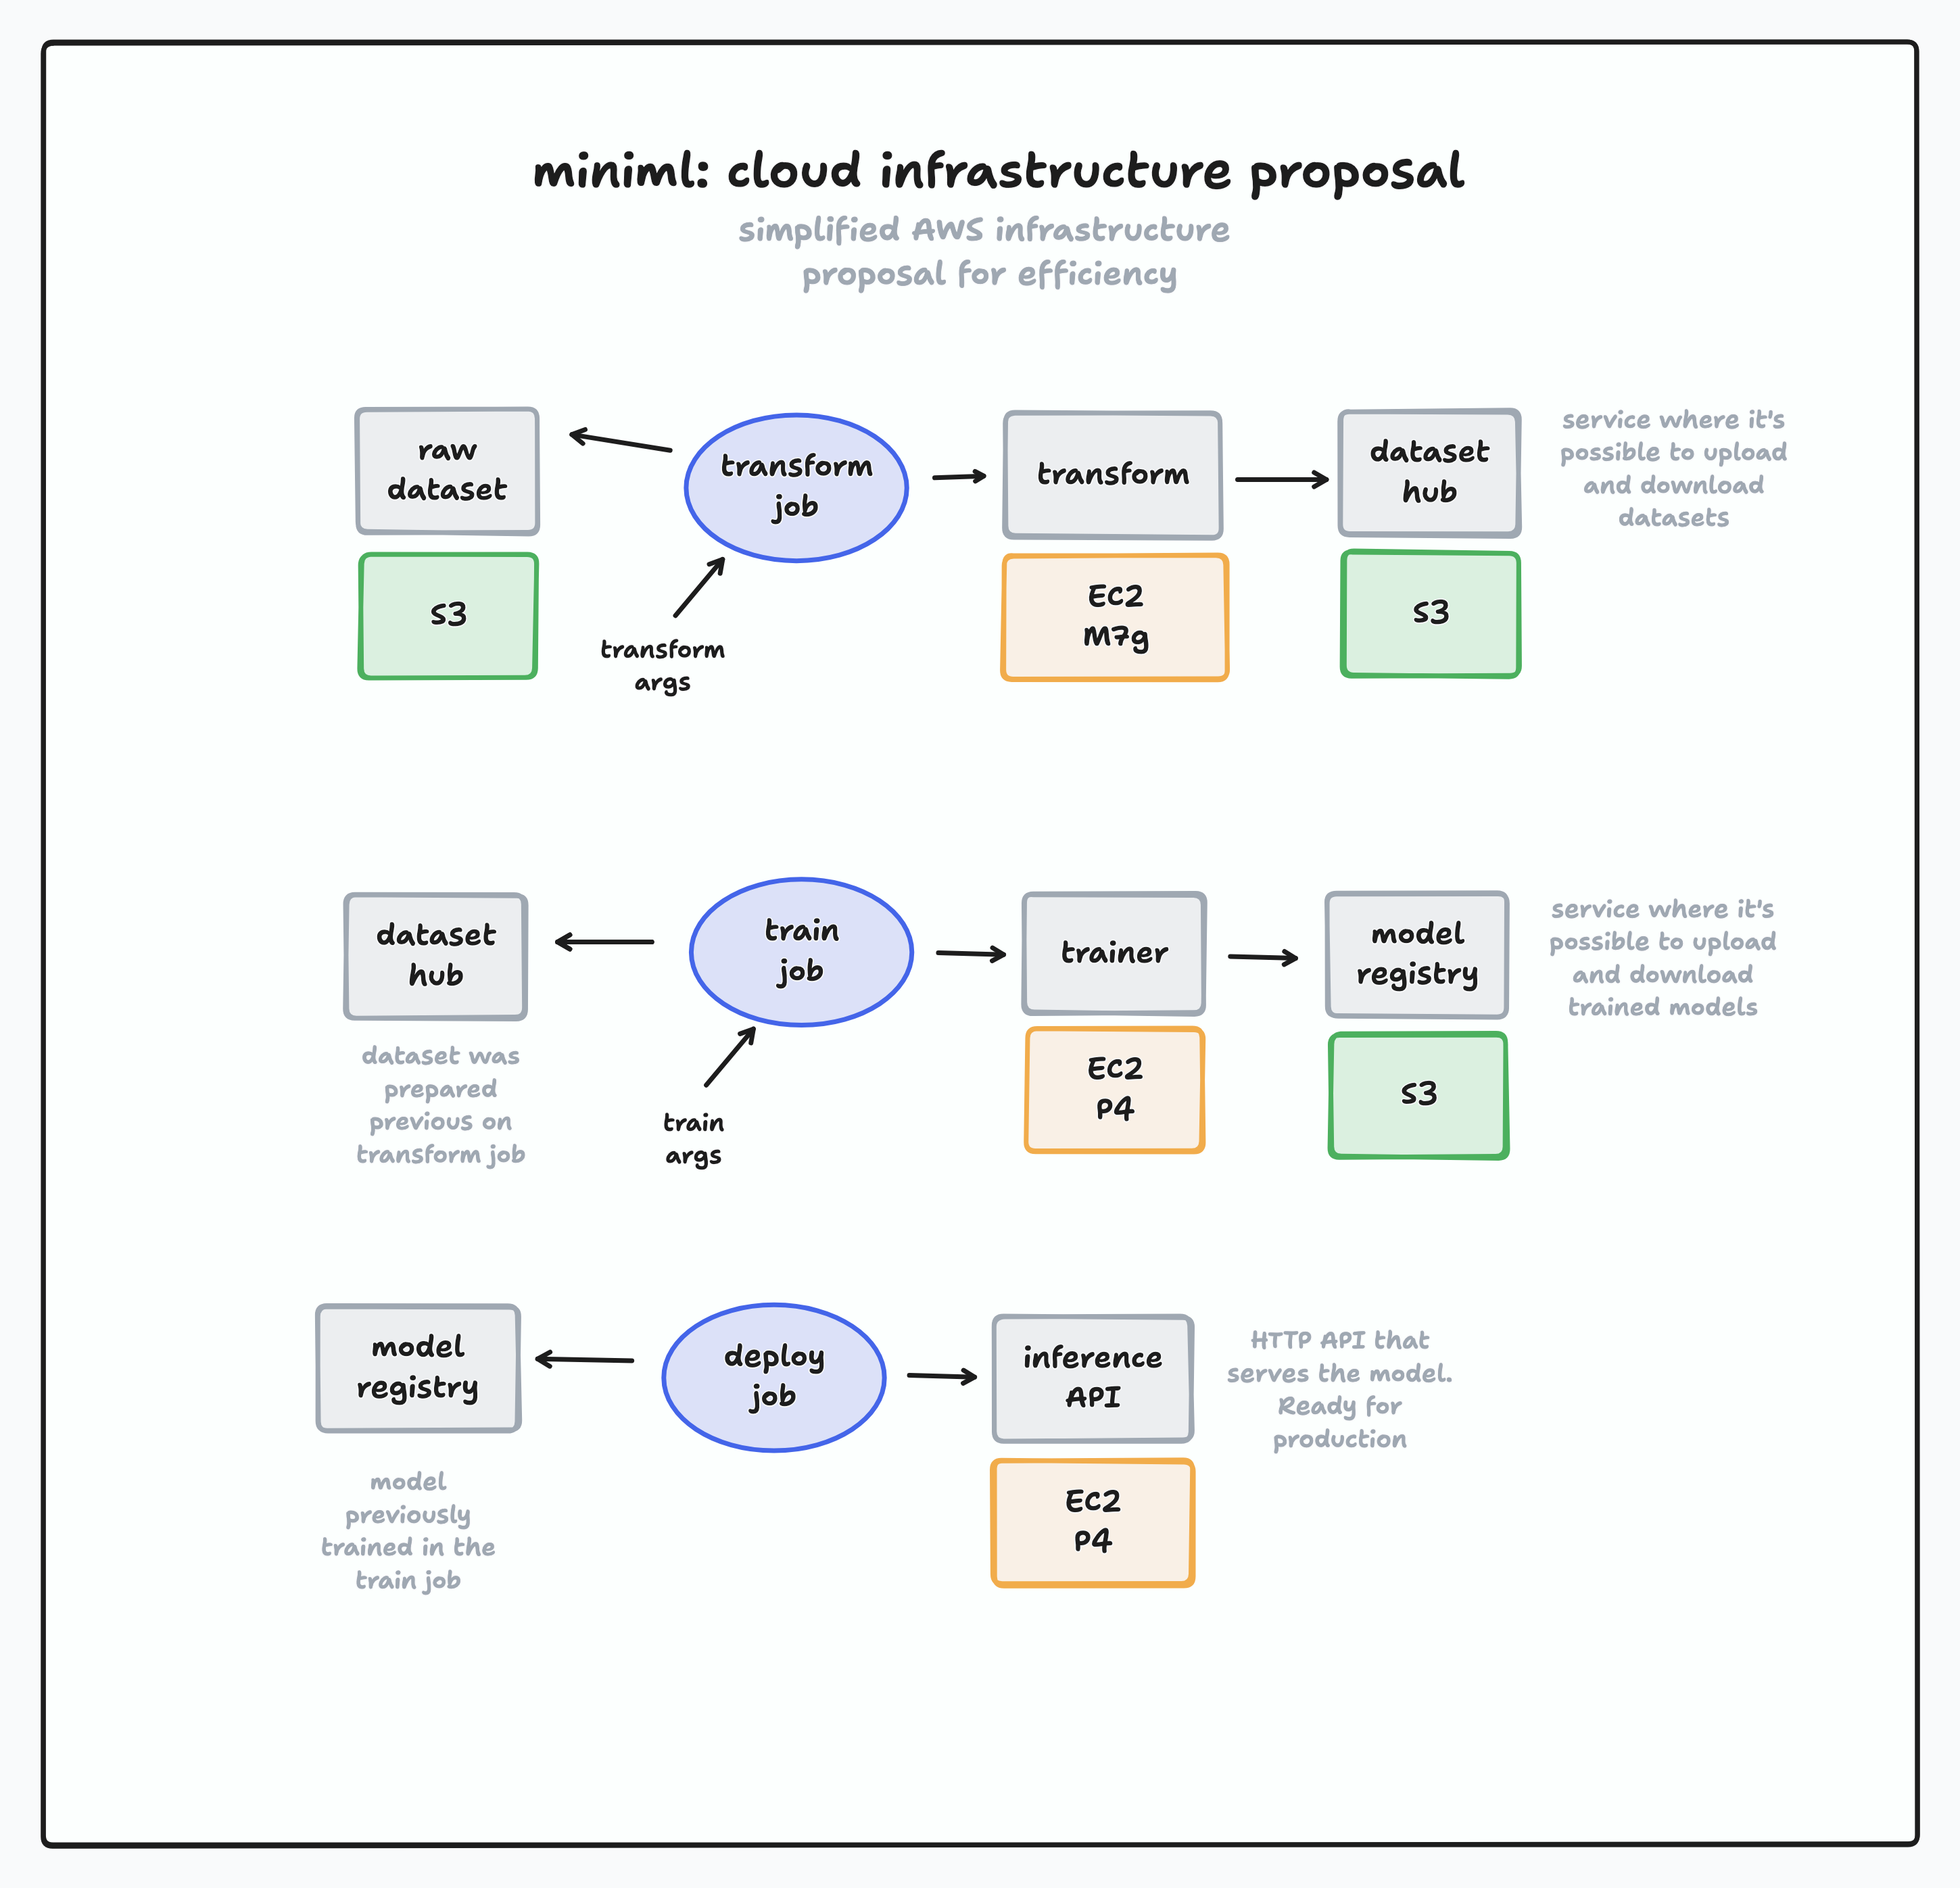 miniml: cloud infrastructure proposal
simplified AWS infrastructure
proposal for efficiency
raw
dataset
S3
transform
job
transform
args
transform
EC2
M7g
dataset
hub
S3
service where it's
possible to upload
and download
datasets
dataset
hub
dataset was
prepared
previous on
transform job
train
job
train
args
trainer
EC2
P4
model
registry
S3
service where it's
possible to upload
and download
trained models
model
registry
model
previously
trained in the
train job
deploy
job
inference
API
EC2
P4
HTTP API that
serves the model.
Ready for
production